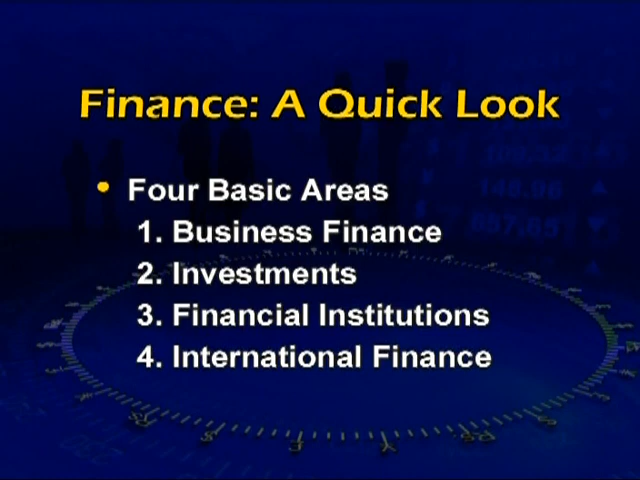 Finance: A Quick Look
• Four Basic Areas
1. Business Finance
2. Investments
3. Financial Institutions
4. International Finance